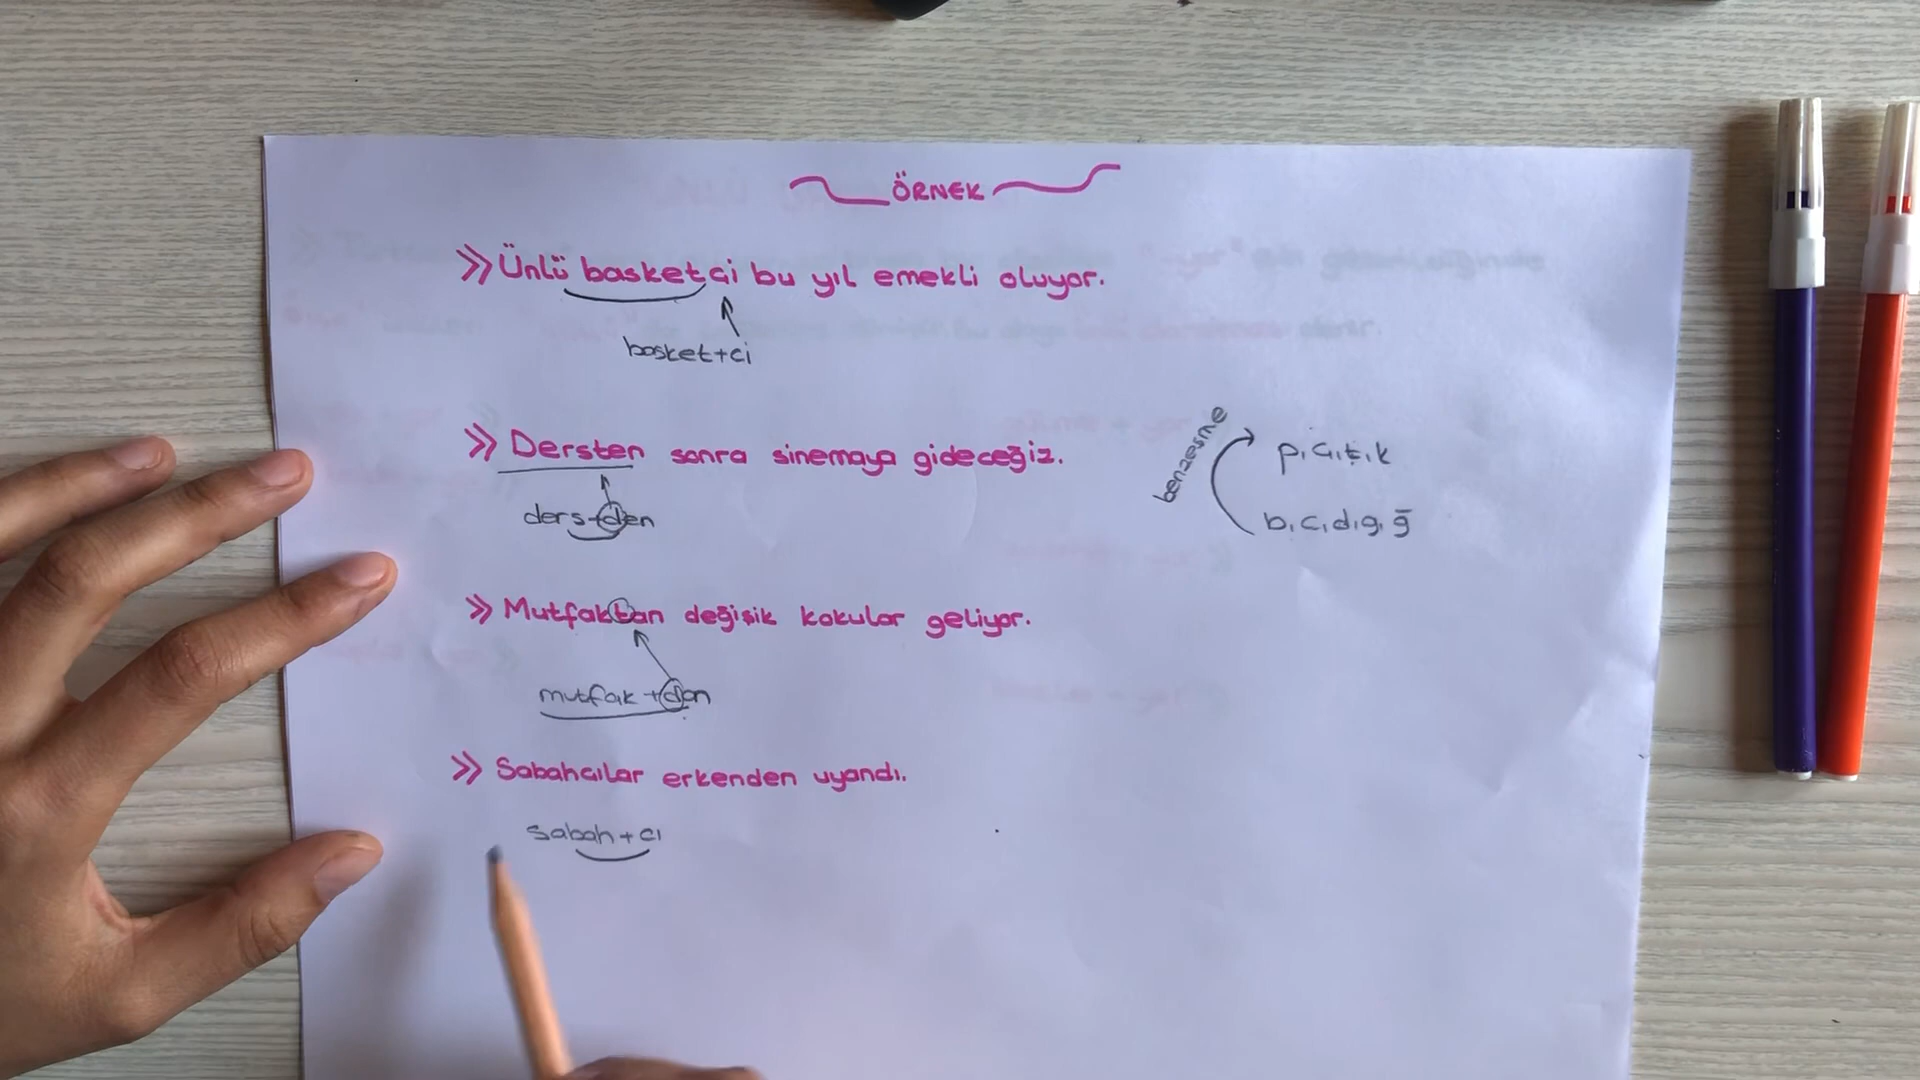 ÖRNEK
» Ünlü basketçi bu yıl emekli oluyor.
basket+ci
» Dersten sonra sinemaya gideceğiz.
ders+den
benzeşme
p,ç,t,k
b,c,d,g,ğ
» Mutfaktan değişik kokular geliyor.
mutfak+dan
» Sabahçılar erkenden uyandı.
sabah+cı